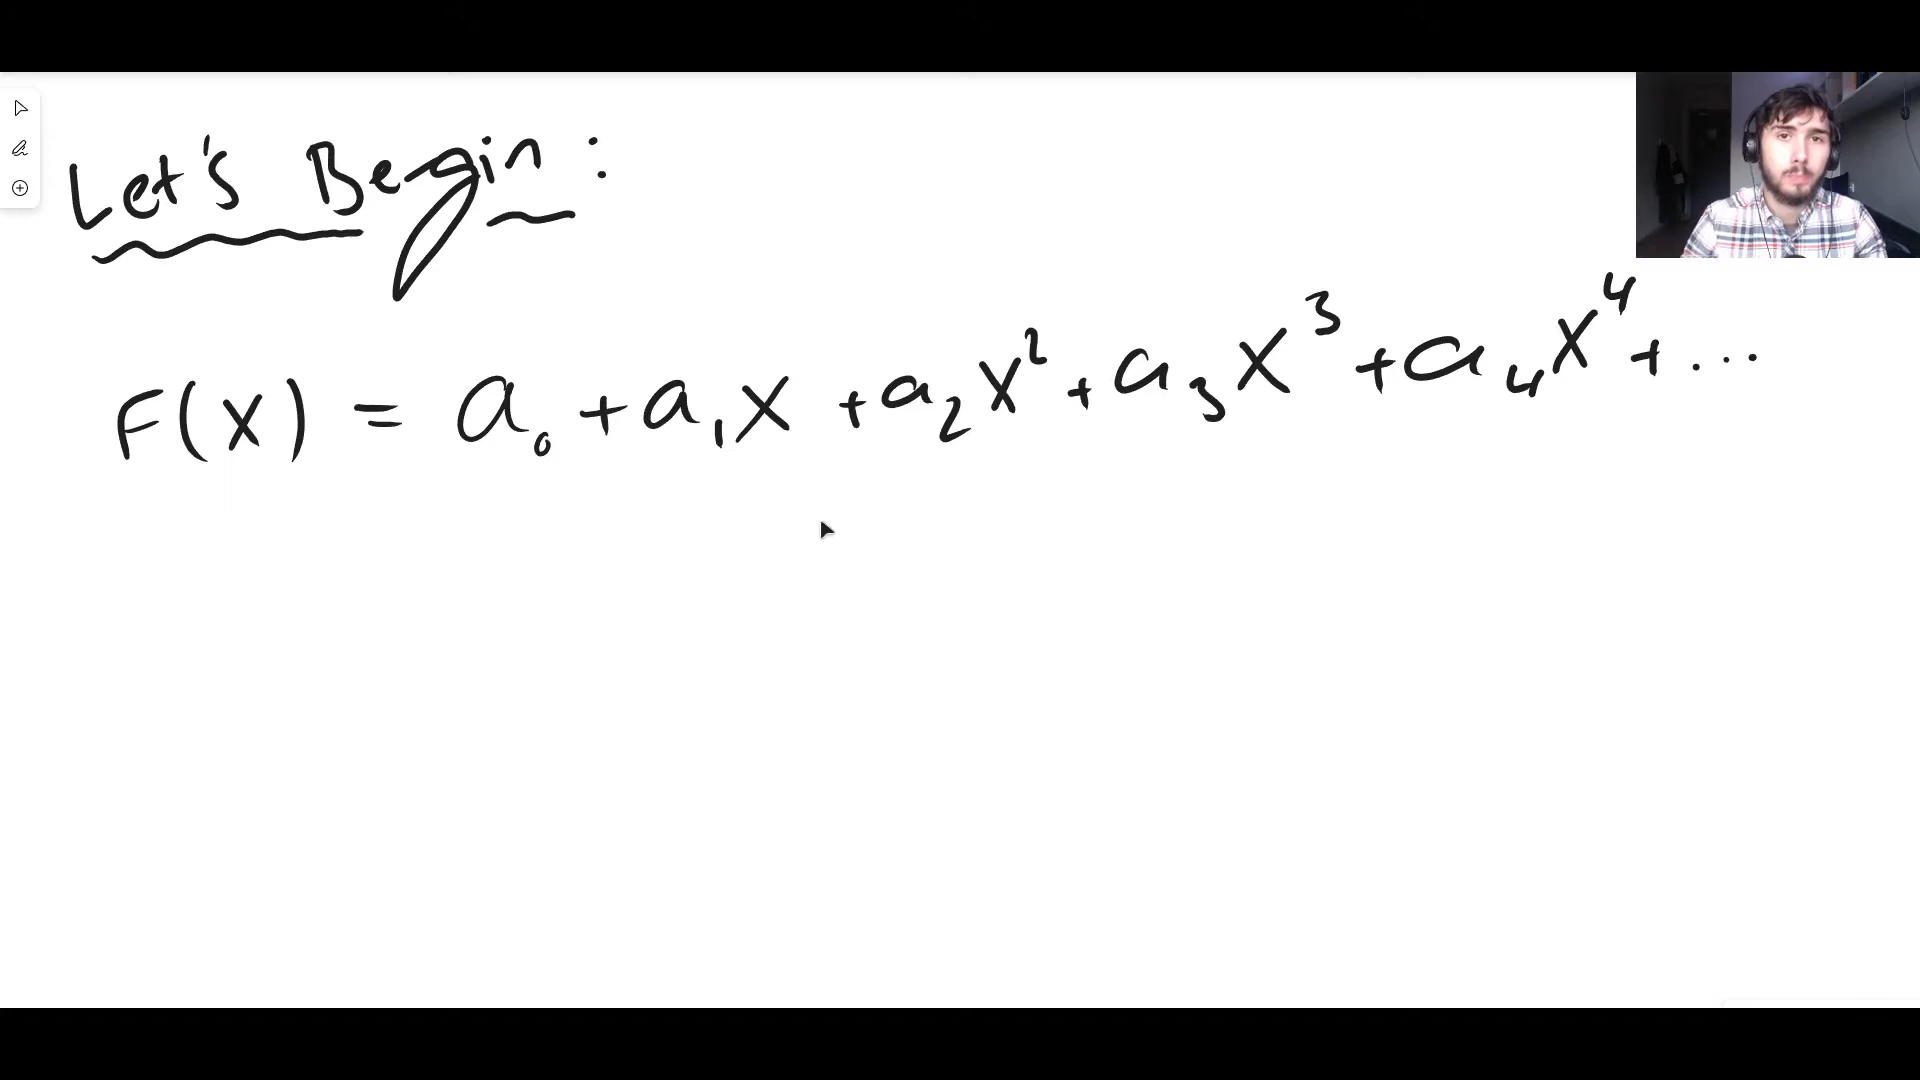 Let's Begin:
F(x) = a₀ + a₁x + a₂x² + a₃x³ + a₄x⁴ + ...